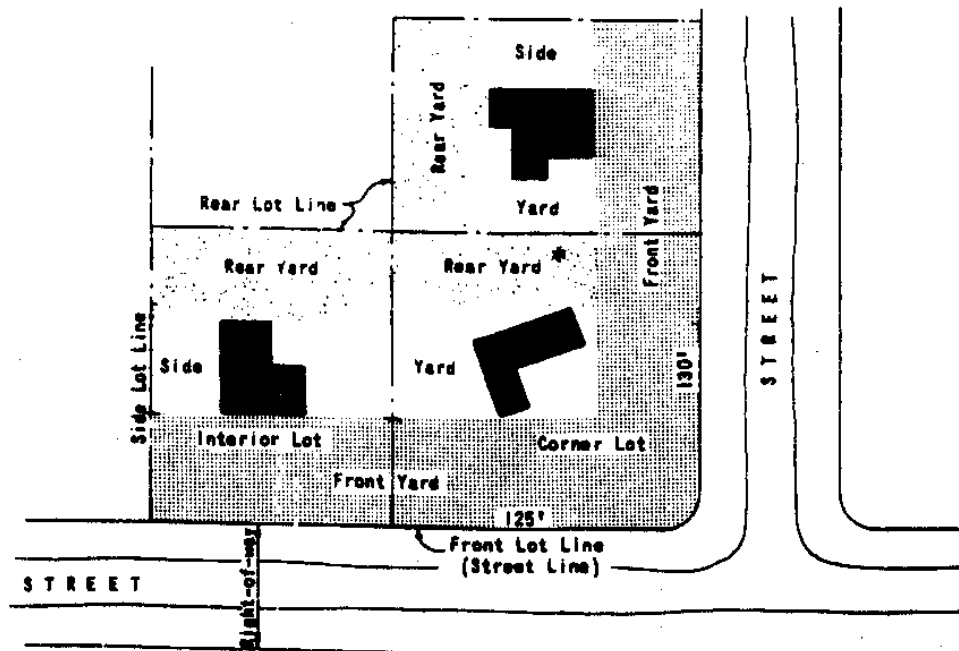 Side
Rear Yard
Rear Lot Line
Yard
Rear Yard
Rear Yard *
Front Yard
STREET
Side Lot Line
Side
Yard
130'
Interior Lot
Corner Lot
Front Yard
125'
Front Lot Line
(Street Line)
STREET
Right-of-way